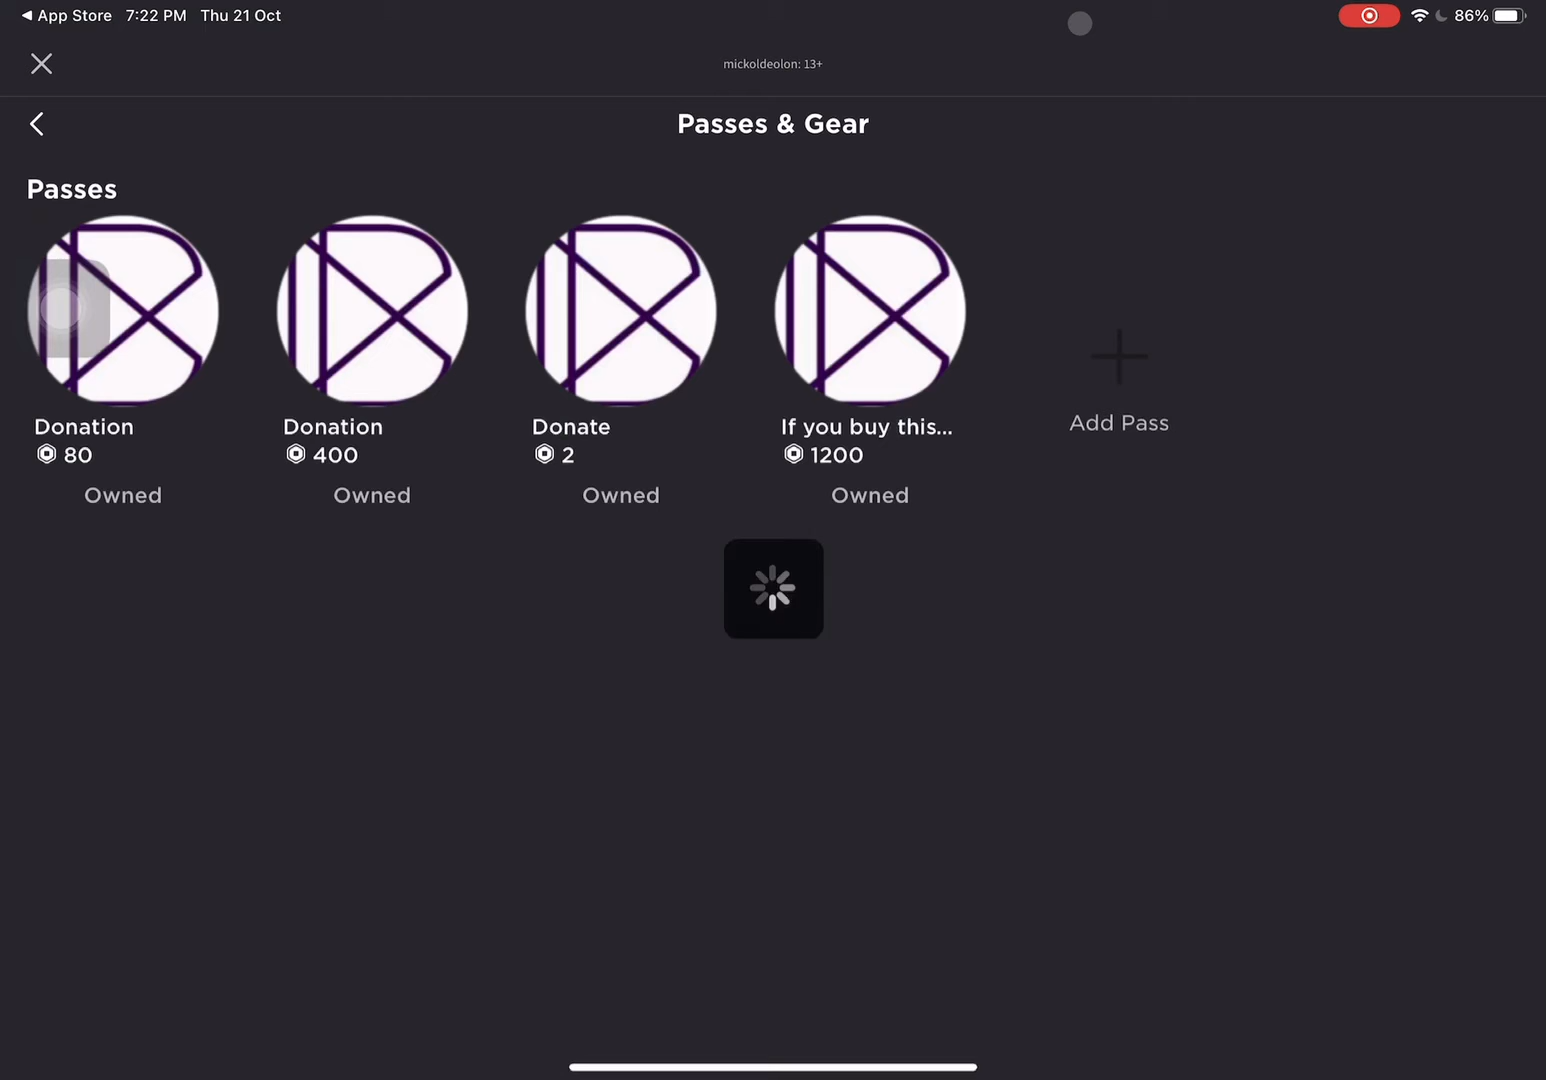 ◀ App Store 7:22 PM Thu 21 Oct 86%
mickoldeolon: 13+
Passes & Gear
Passes
Donation Donation Donate If you buy this...
80 400 2 1200
Owned Owned Owned Owned
Add Pass